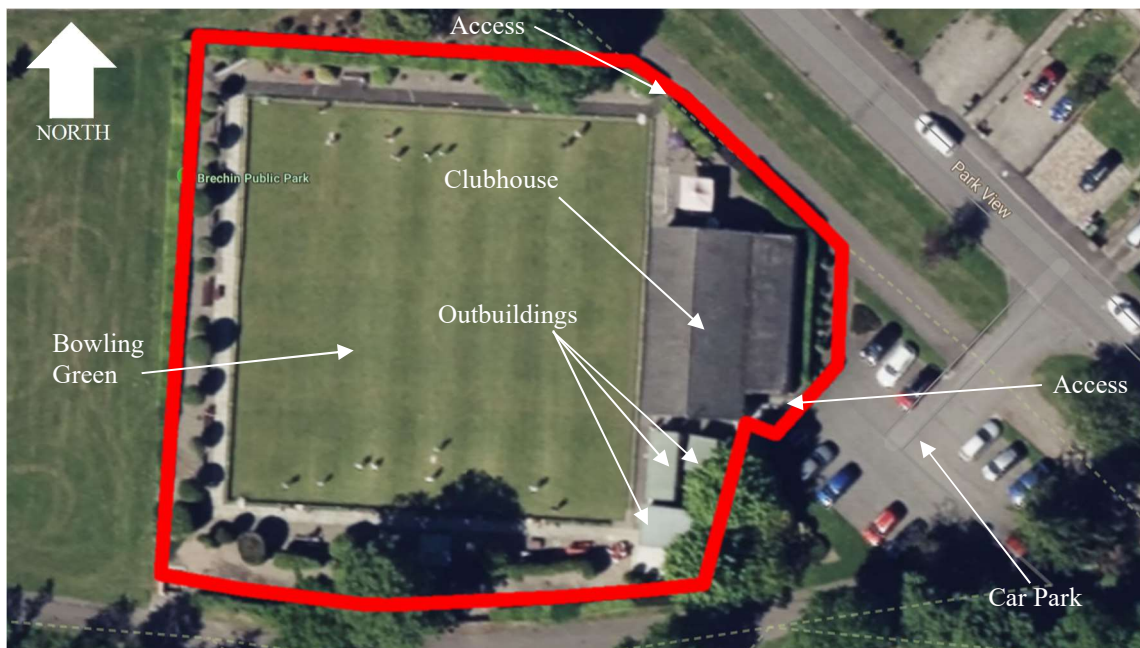 Access
NORTH
Brechin Public Park
Clubhouse
Park View
Outbuildings
Bowling
Green
Access
Car Park